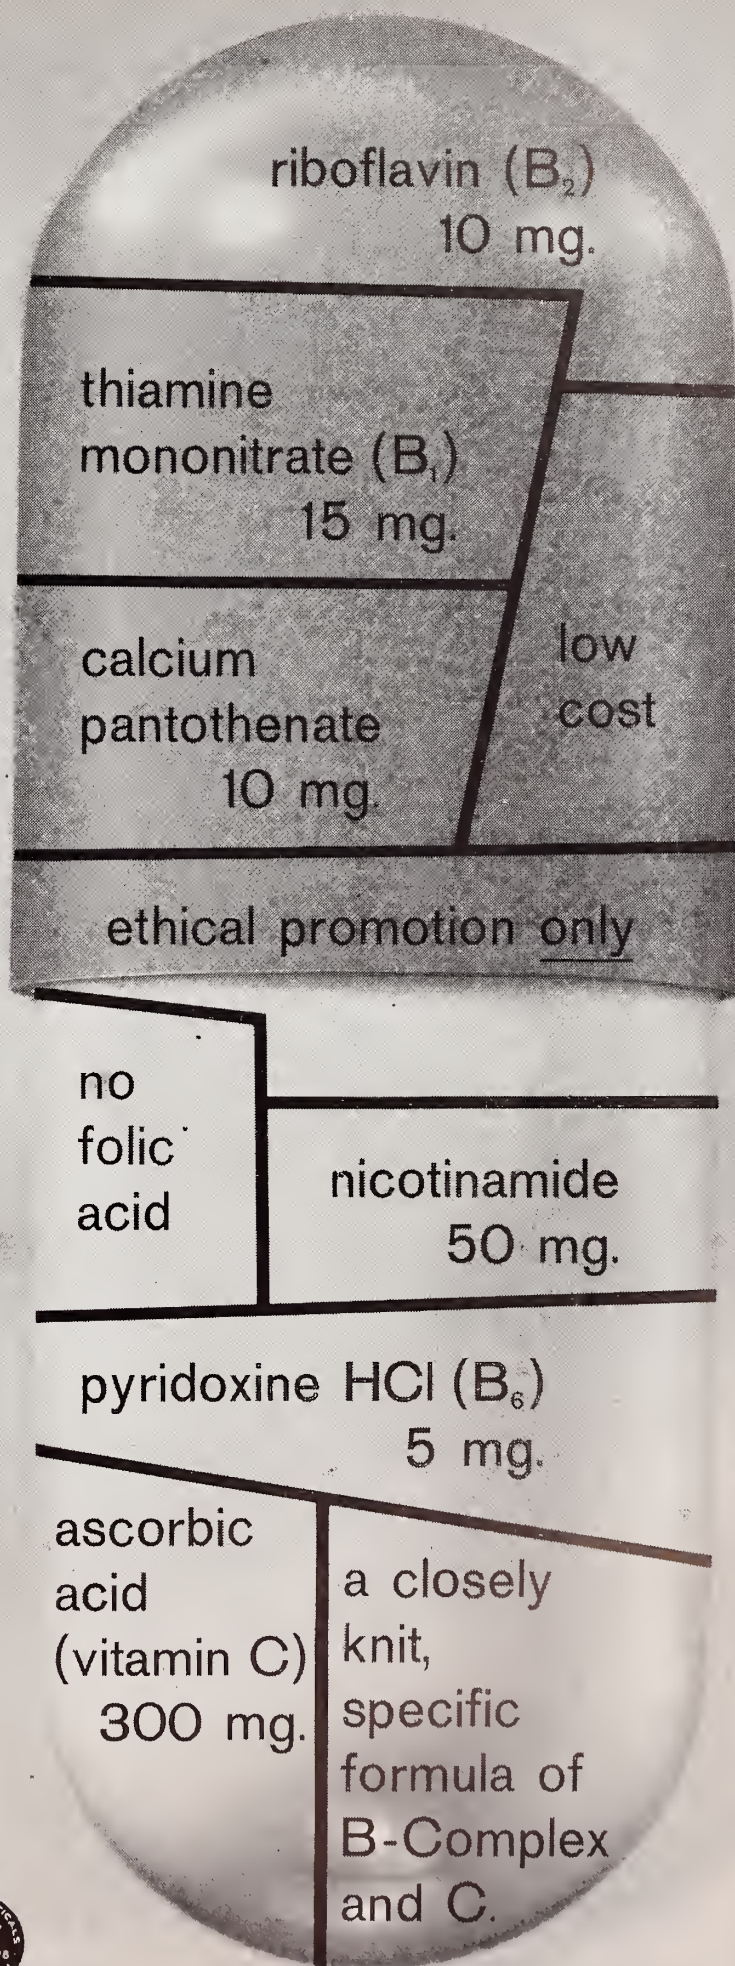 riboflavin (B₂)
10 mg.
thiamine
mononitrate (B₁)
15 mg.
calcium
pantothenate
10 mg.
low
cost
ethical promotion only
no
folic
acid
nicotinamide
50 mg.
pyridoxine HCl (B₆)
5 mg.
ascorbic
acid
(vitamin C)
300 mg.
a closely
knit,
specific
formula of
B-Complex
and C.